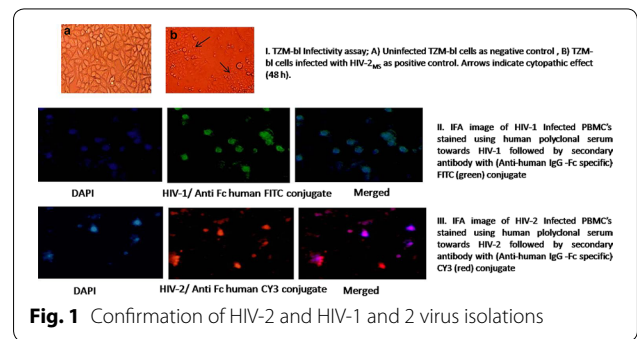 a
b
I. TZM-bl Infectivity assay; A) Uninfected TZM-bl cells as negative control , B) TZM-
bl cells infected with HIV-2MS as positive control. Arrows indicate cytopathic effect
(48 h).
II. IFA image of HIV-1 Infected PBMC's
stained using human polyclonal serum
towards HIV-1 followed by secondary
antibody with (Anti-human IgG -Fc specific)
FITC (green) conjugate
DAPI
HIV-1/ Anti Fc human FITC conjugate
Merged
III. IFA image of HIV-2 Infected PBMC's
stained using human plolyclonal serum
towards HIV-2 followed by secondary
antibody with (Anti-human IgG -Fc specific)
CY3 (red) conjugate
DAPI
HIV-2/ Anti Fc human CY3 conjugate
Merged
Fig. 1 Confirmation of HIV-2 and HIV-1 and 2 virus isolations